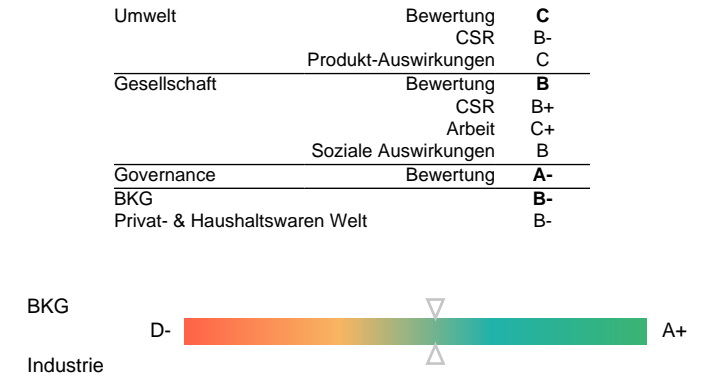 Umwelt Bewertung C
CSR B-
Produkt-Auswirkungen C
Gesellschaft Bewertung B
CSR B+
Arbeit C+
Soziale Auswirkungen B
Governance Bewertung A-
BKG B-
Privat- & Haushaltswaren Welt B-
BKG
D- A+
Industrie